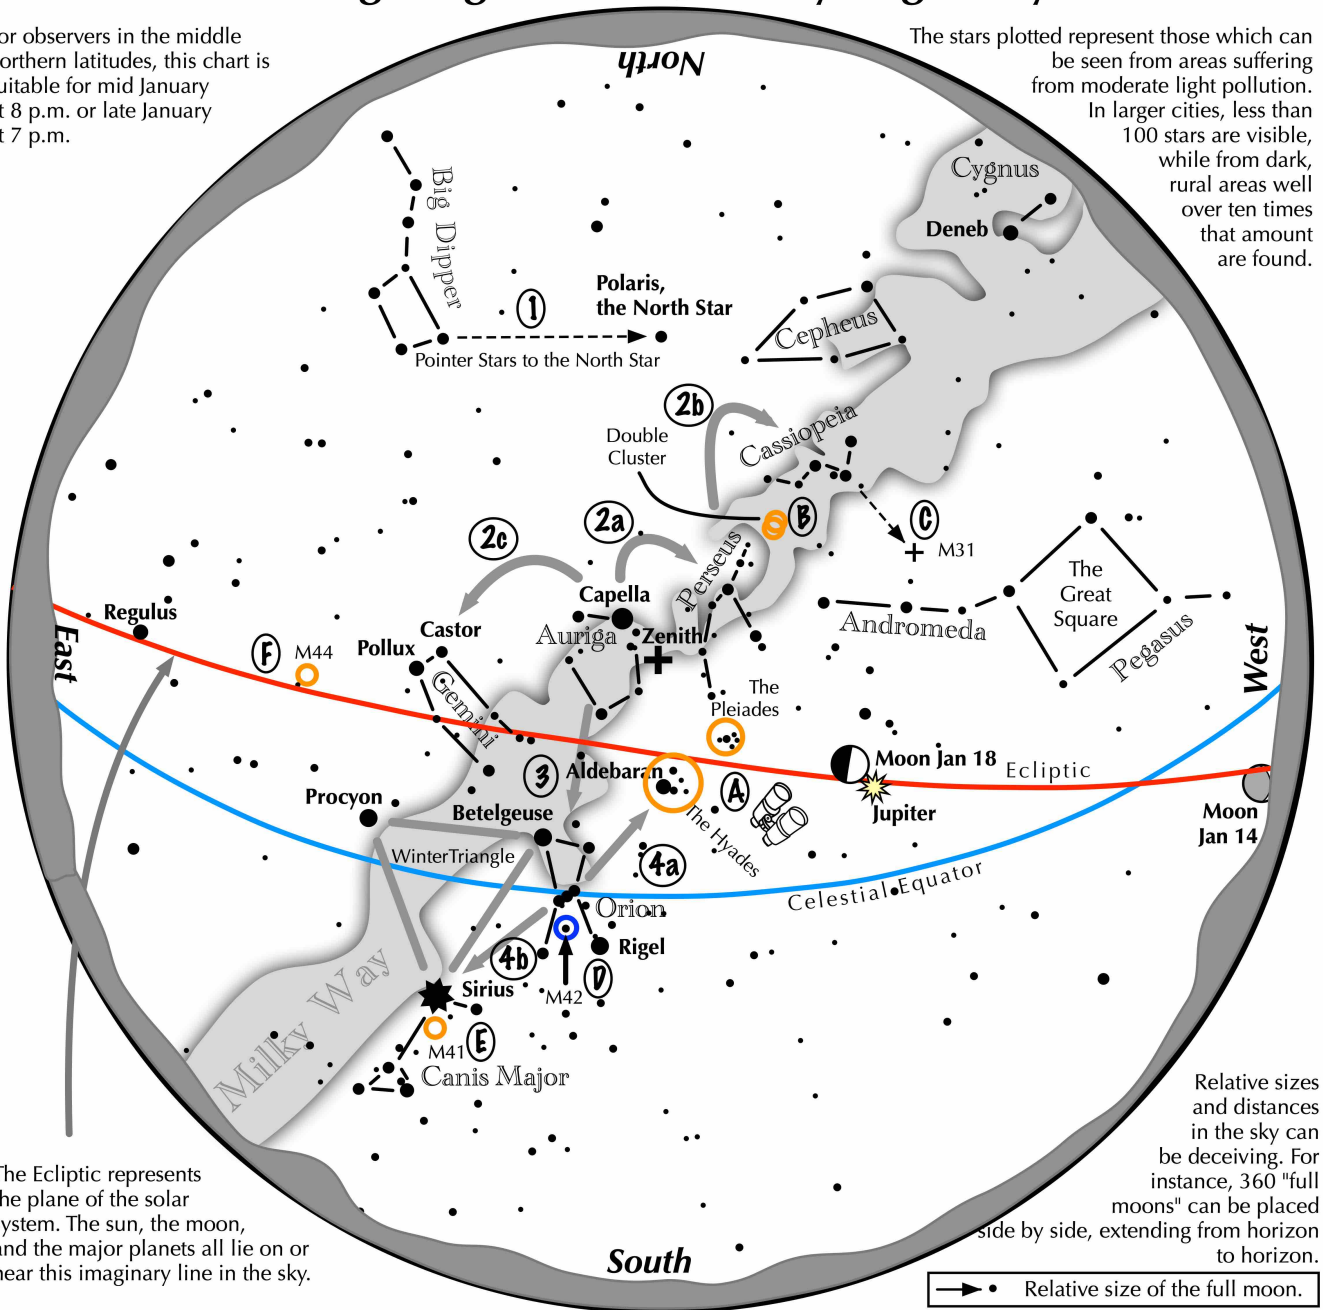 or observers in the middle
orthern latitudes, this chart is
uitable for mid January
t 8 p.m. or late January
t 7 p.m.
The stars plotted represent those which can
be seen from areas suffering
from moderate light pollution.
In larger cities, less than
100 stars are visible,
while from dark,
rural areas well
over ten times
that amount
are found.
North
Cygnus
Deneb
Big Dipper
1
Polaris,
the North Star
Pointer Stars to the North Star
Cepheus
2b
Double
Cluster
Cassiopeia
2a
2c
B
C
M31
Perseus
Capella
Auriga
Zenith
The
Great
Square
Andromeda
Pegasus
Regulus
East
F
M44
Castor
Pollux
Gemini
West
The
Pleiades
Moon Jan 18
Ecliptic
Jupiter
Moon
Jan 14
3
Aldebaran
A
The Hyades
Procyon
Betelgeuse
Winter Triangle
4a
Celestial Equator
Orion
Rigel
4b
D
M42
Sirius
M41
E
Canis Major
Milky Way
South
The Ecliptic represents
the plane of the solar
ystem. The sun, the moon,
and the major planets all lie on or
near this imaginary line in the sky.
Relative sizes
and distances
in the sky can
be deceiving. For
instance, 360 "full
moons" can be placed
side by side, extending from horizon
to horizon.
Relative size of the full moon.